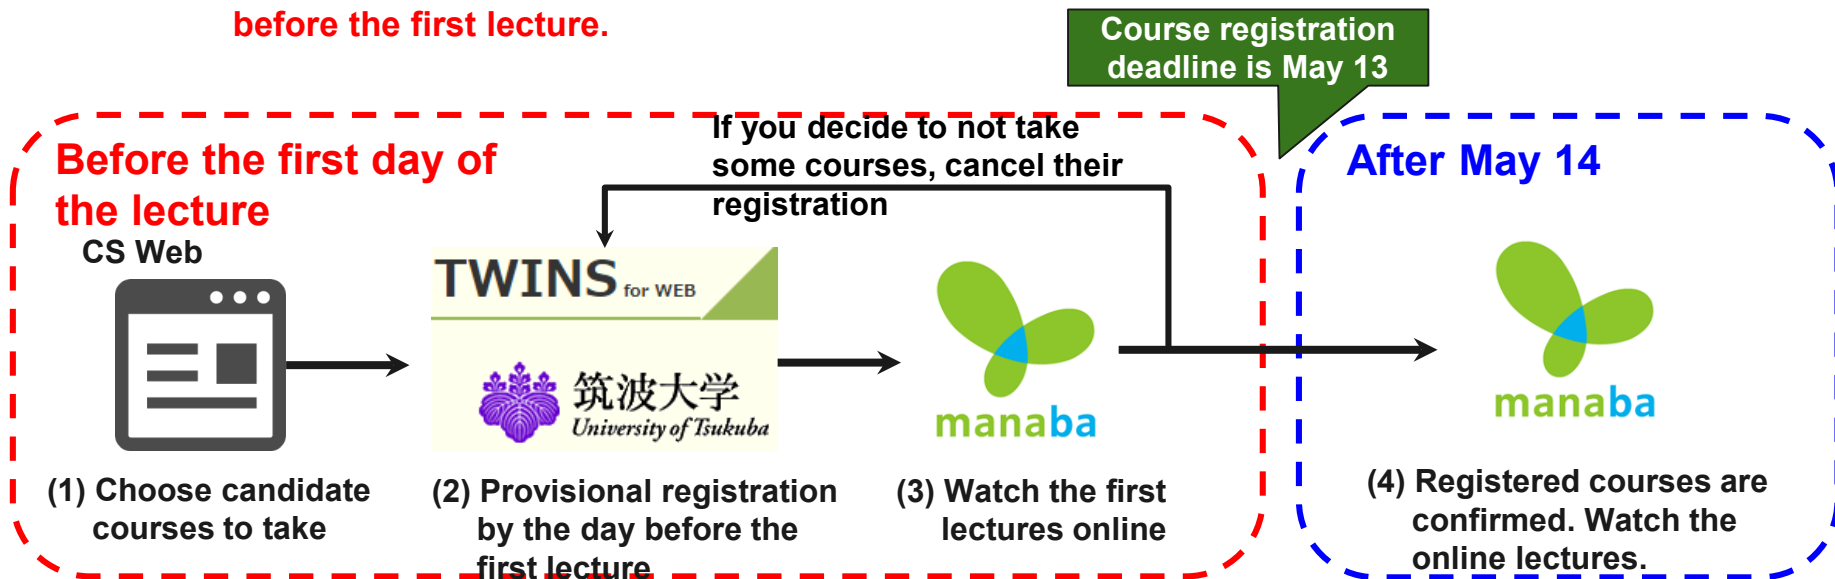 before the first lecture.
Course registration
deadline is May 13
Before the first day of
the lecture
If you decide to not take
some courses, cancel their
registration
After May 14
CS Web
TWINS for WEB
筑波大学
University of Tsukuba
manaba
manaba
(1) Choose candidate
courses to take
(2) Provisional registration
by the day before the
first lecture
(3) Watch the first
lectures online
(4) Registered courses are
confirmed. Watch the
online lectures.